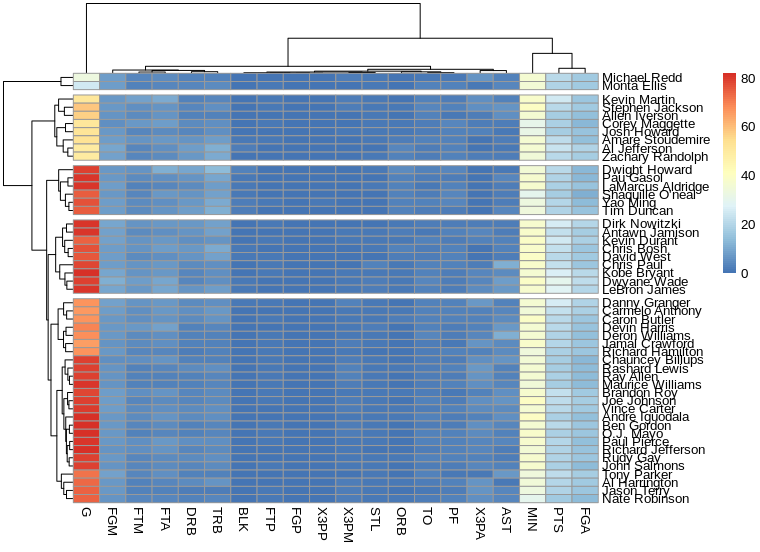 Michael Redd
Monta Ellis
Kevin Martin
Stephen Jackson
Allen Iverson
Corey Maggette
Josh Howard
Amare Stoudemire
Al Jefferson
Zachary Randolph
Dwight Howard
Pau Gasol
LaMarcus Aldridge
Shaquille O'neal
Yao Ming
Tim Duncan
Dirk Nowitzki
Antawn Jamison
Kevin Durant
Chris Bosh
David West
Chris Paul
Kobe Bryant
Dwyane Wade
LeBron James
Danny Granger
Carmelo Anthony
Caron Butler
Devin Harris
Deron Williams
Jamal Crawford
Richard Hamilton
Chauncey Billups
Rashard Lewis
Ray Allen
Maurice Williams
Brandon Roy
Joe Johnson
Vince Carter
Andre Iguodala
Ben Gordon
O.J. Mayo
Paul Pierce
Richard Jefferson
Rudy Gay
John Salmons
Tony Parker
Al Harrington
Jason Terry
Nate Robinson
80
60
40
20
0
G
FGM
FTM
FTA
DRB
TRB
BLK
FTP
FGP
X3PP
X3PM
STL
ORB
TO
PF
X3PA
AST
MIN
PTS
FGA